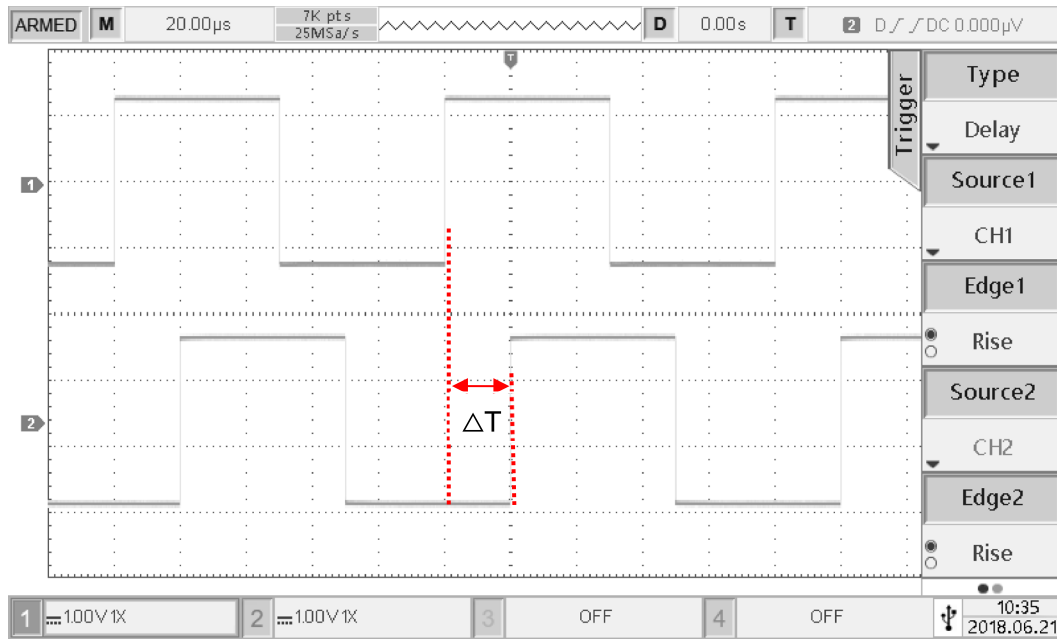 ARMED M 20.00µs 7K pts D 0.00s T 2 D DC 0.000µV
25MSa/s
T
Trigger
Type
Delay
1
Source1
CH1
Edge1
Rise
Source2
2
△T
CH2
Edge2
Rise
1 1.00V 1X 2 1.00V 1X 3 OFF 4 OFF 10:35
2018.06.21